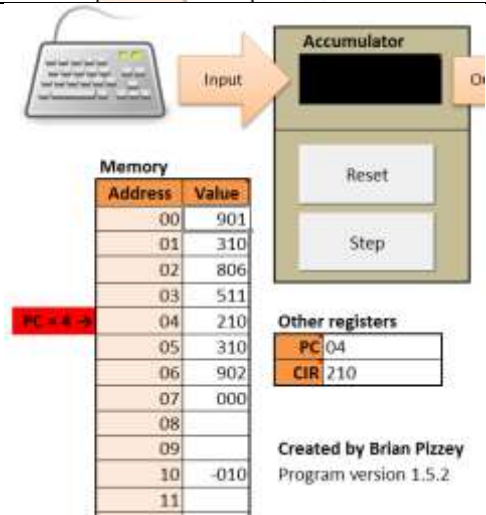 Accumulator
Input
Reset
Step
Memory
Address Value
00 901
01 310
02 806
03 511
PC = 4 → 04 210
05 310
06 902
07 000
08
09
10 -010
11
Other registers
PC 04
CIR 210
Created by Brian Pizzey
Program version 1.5.2